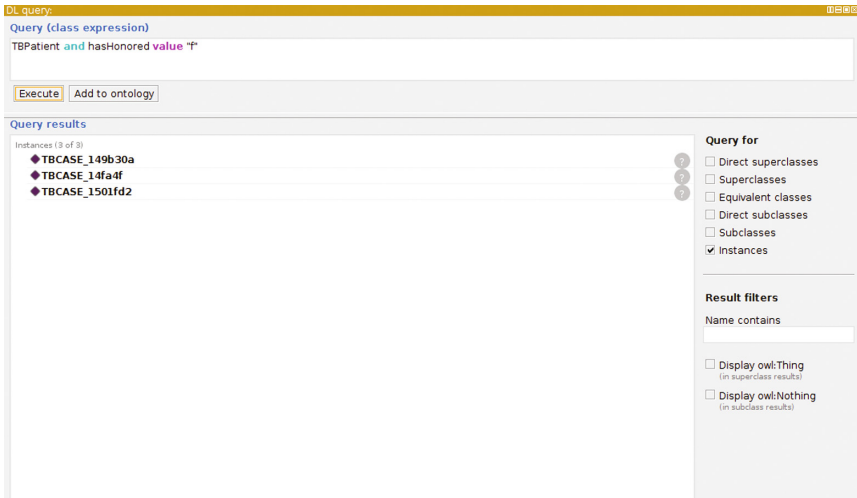 DL query:
Query (class expression)
TBPatient and hasHonored value "f"
Execute
Add to ontology
Query results
Instances (3 of 3)
TBCASE_149b30a
?
TBCASE_14fa4f
?
TBCASE_1501fd2
?
Query for
Direct superclasses
Superclasses
Equivalent classes
Direct subclasses
Subclasses
Instances
Result filters
Name contains
Display owl:Thing
(in superclass results)
Display owl:Nothing
(in subclass results)